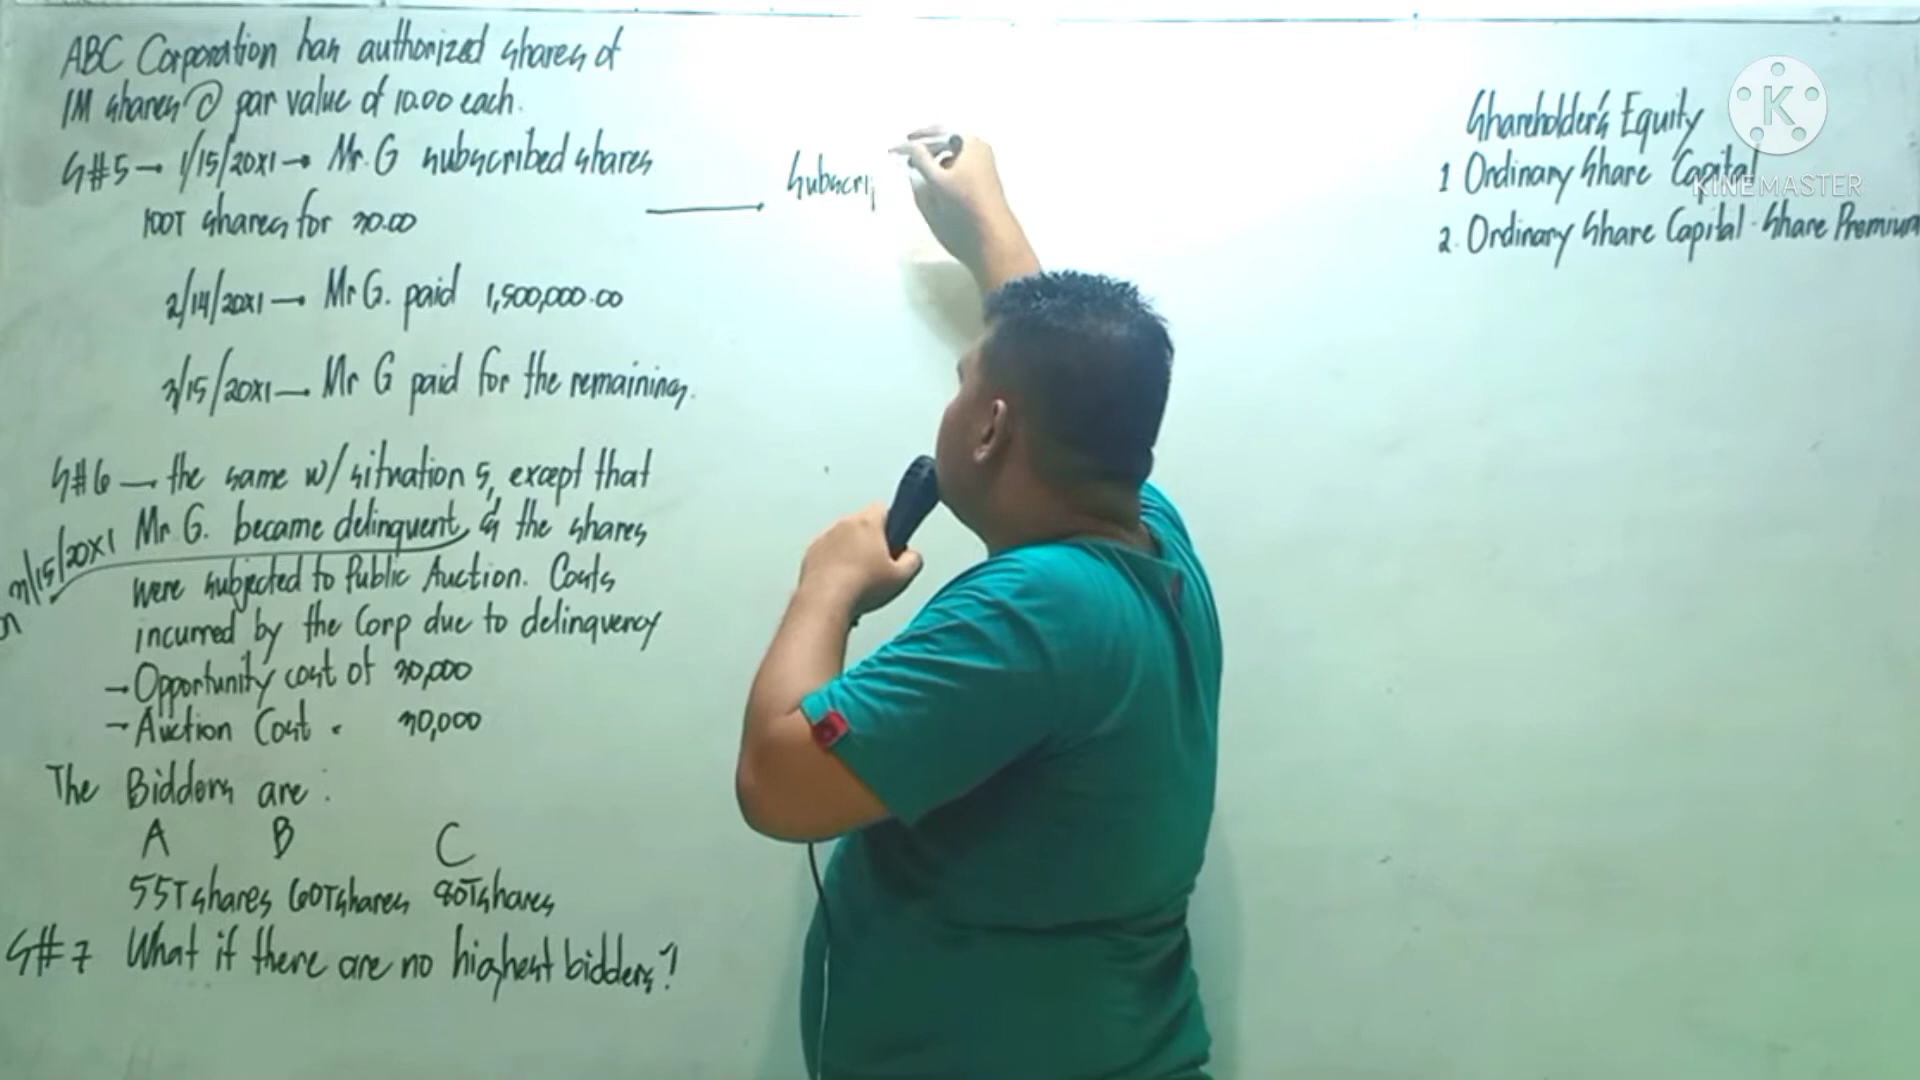 ABC Corporation has authorized shares of
1M shares @ par value of 10.00 each.
S#5 → 1/15/20X1 → Mr. G subscribed shares
100T shares for 30.00
2/14/20X1 → Mr G. paid 1,500,000.00
3/15/20X1 → Mr G paid for the remaining.
S#6 → the same w/ situation 5, except that
3/15/20X1 Mr. G. became delinquent & the shares
were subjected to Public Auction. Costs
incurred by the Corp due to delinquency
→ Opportunity cost of 30,000
→ Auction Cost • 30,000
The Bidders are :
A B C
55T shares 60T shares 80T shares
S#7 What if there are no highest bidders?
Subscri
Shareholder's Equity
1 Ordinary Share Capital
2. Ordinary Share Capital - Share Premium
K
KINEMASTER